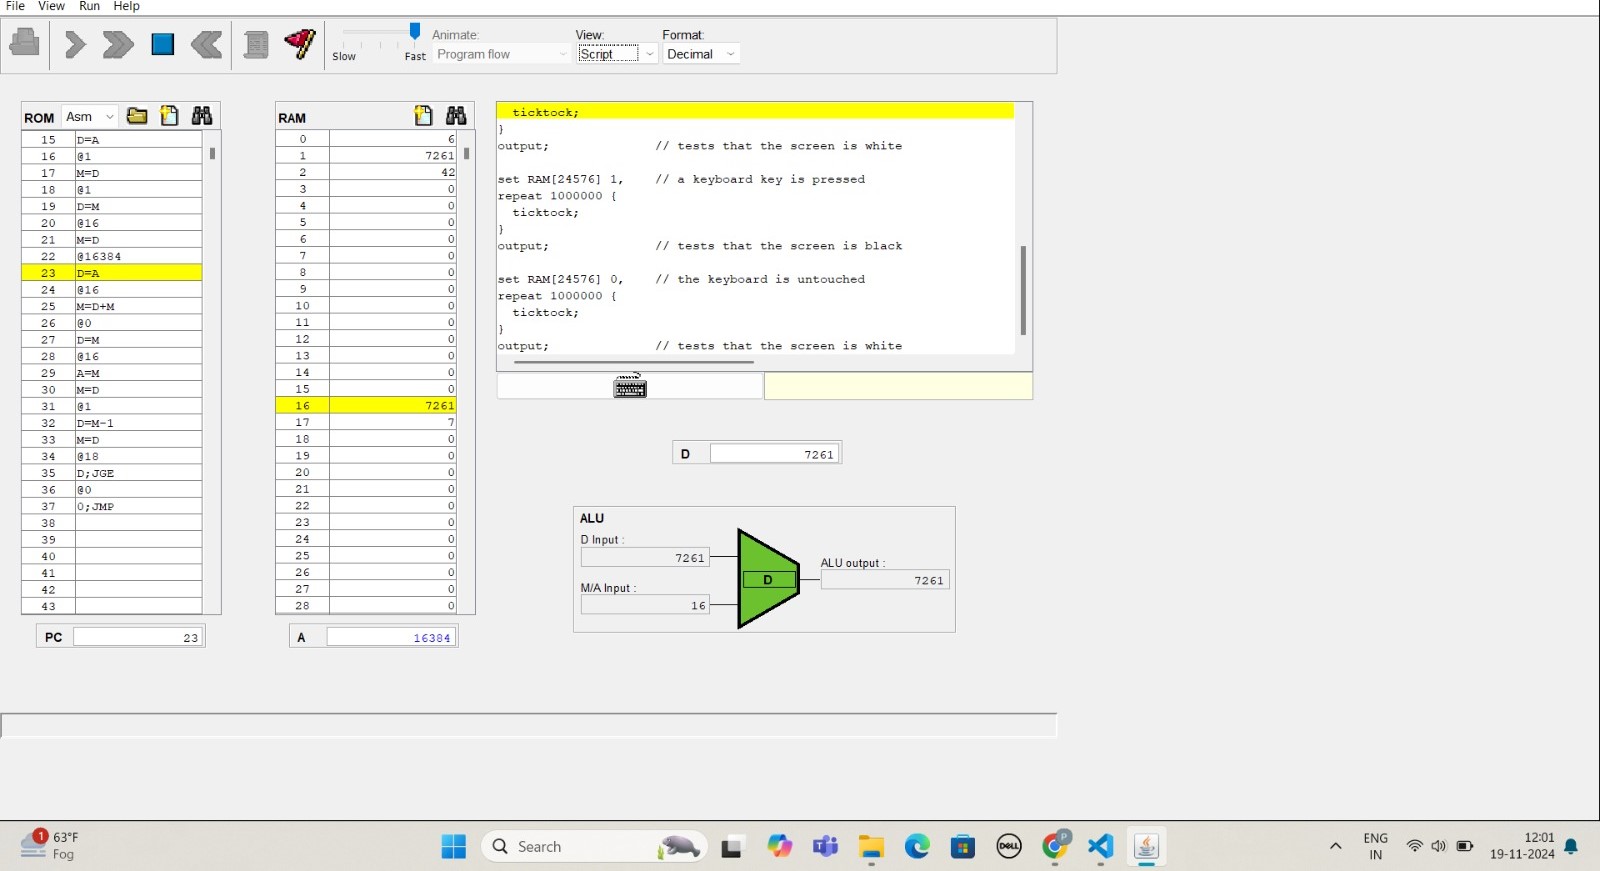 File View Run Help
Slow Fast
Animate:
Program flow
View:
Script
Format:
Decimal
ROM Asm
15 D=A
16 @1
17 M=D
18 @1
19 D=M
20 @16
21 M=D
22 @16384
23 D=A
24 @16
25 M=D+M
26 @0
27 D=M
28 @16
29 A=M
30 M=D
31 @1
32 D=M-1
33 M=D
34 @18
35 D;JGE
36 @0
37 0;JMP
38
39
40
41
42
43
PC 23
RAM
0 6
1 7261
2 42
3 0
4 0
5 0
6 0
7 0
8 0
9 0
10 0
11 0
12 0
13 0
14 0
15 0
16 7261
17 7
18 0
19 0
20 0
21 0
22 0
23 0
24 0
25 0
26 0
27 0
28 0
A 16384
ticktock;
}
output; // tests that the screen is white
set RAM[24576] 1, // a keyboard key is pressed
repeat 1000000 {
ticktock;
}
output; // tests that the screen is black
set RAM[24576] 0, // the keyboard is untouched
repeat 1000000 {
ticktock;
}
output; // tests that the screen is white
D 7261
ALU
D Input :
7261
M/A Input :
16
D
ALU output :
7261
1
63°F
Fog
Search
DELL
P
ENG
IN
12:01
19-11-2024